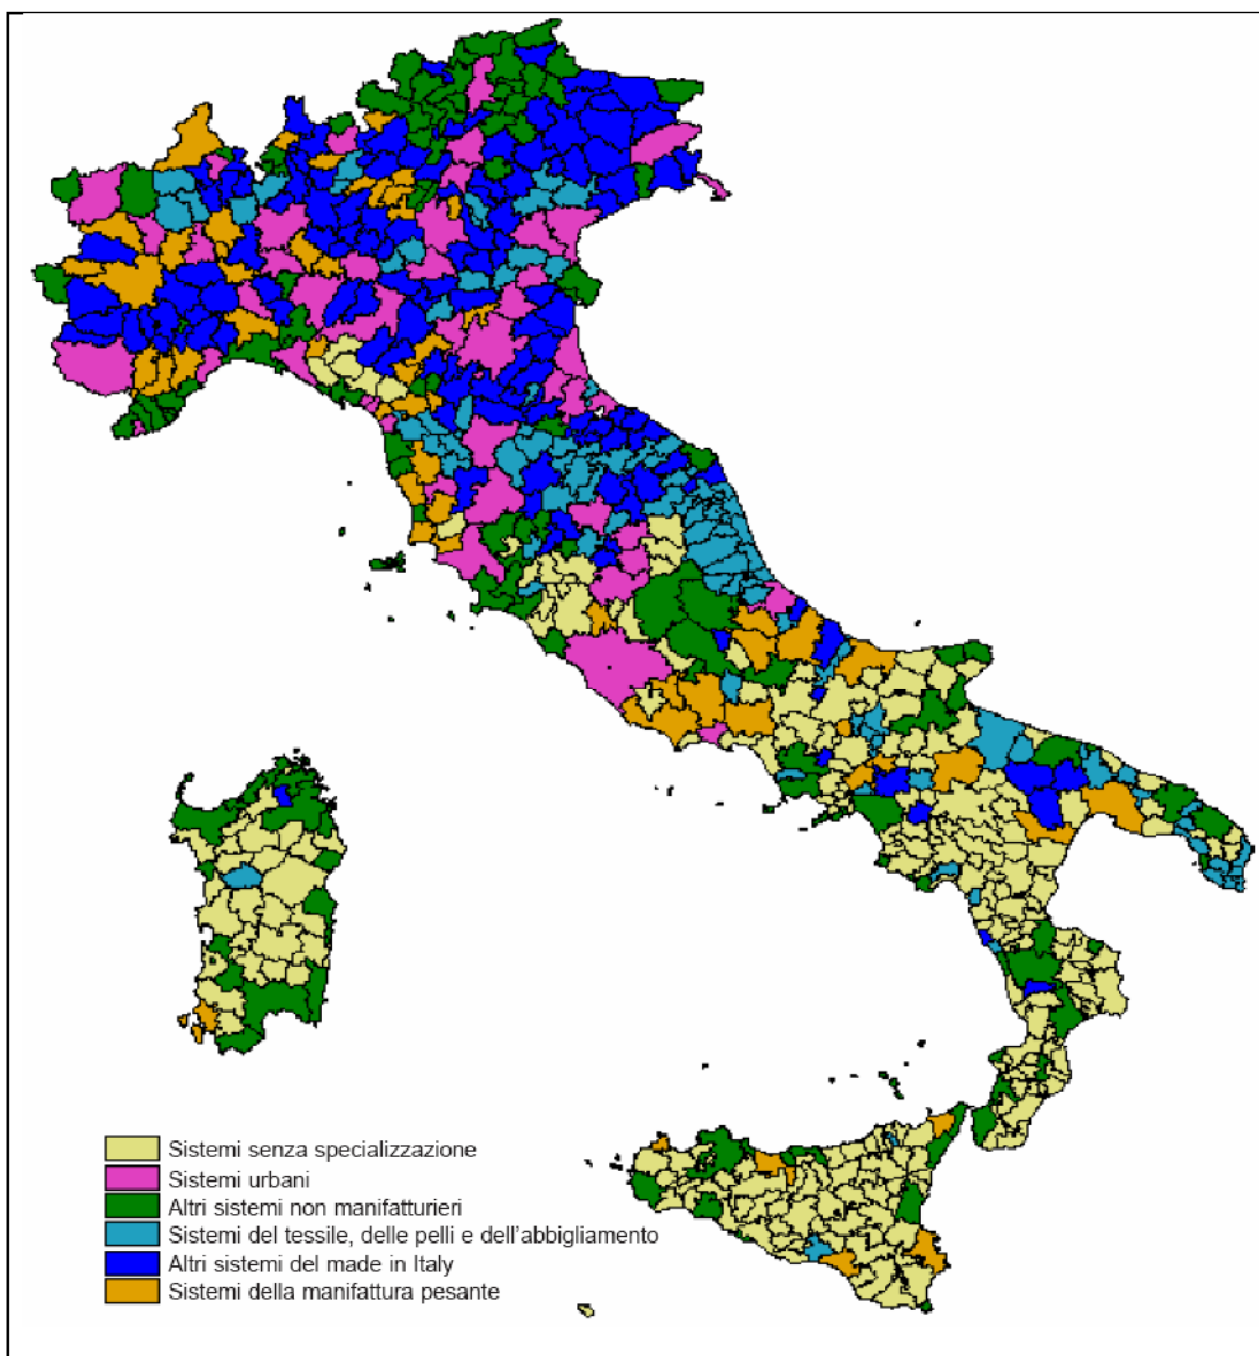 Sistemi senza specializzazione
Sistemi urbani
Altri sistemi non manifatturieri
Sistemi del tessile, delle pelli e dell'abbigliamento
Altri sistemi del made in Italy
Sistemi della manifattura pesante